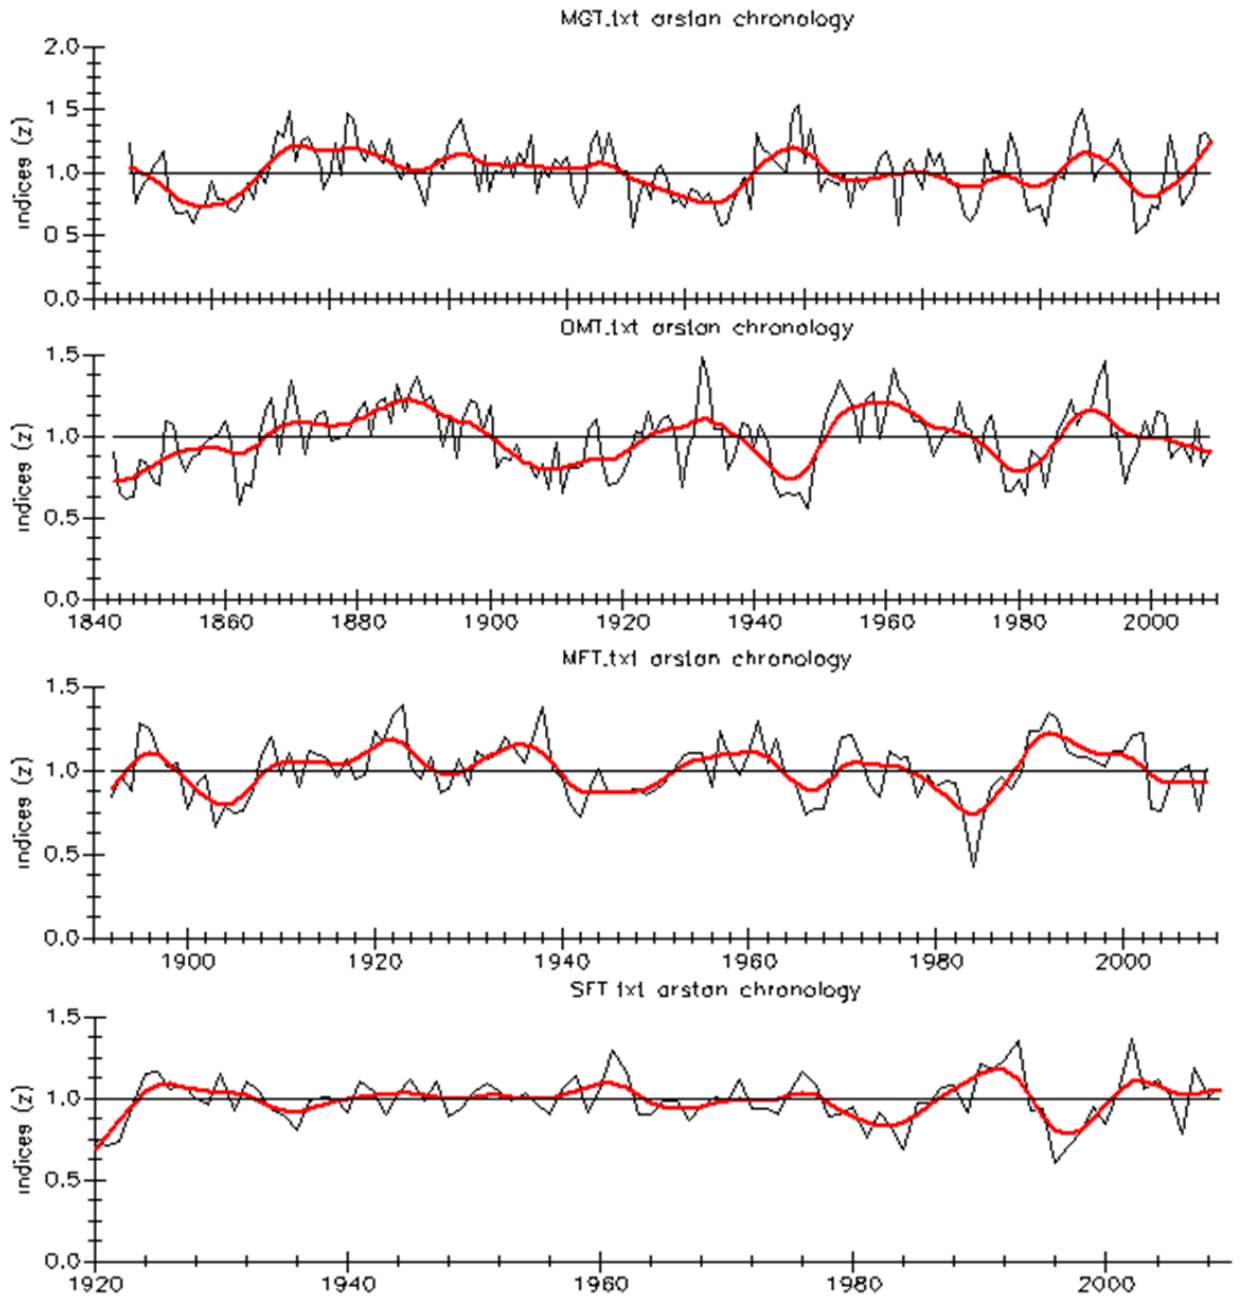 MGT.txt arstan chronology
2.0
1 5
1.0
0 5
0.0
indices (z)
OMT.txt arstan chronology
1.5
1.0
0.5
0.0
indices (z)
1840 1860 1880 1900 1920 1940 1960 1980 2000
MFT.txt arstan chronology
1.5
1.0
0.5
0.0
indices (z)
1900 1920 1940 1960 1980 2000
SFT txt arstan chronology
1.5
1.0
0.5
0.0
indices (z)
1920 1940 1960 1980 2000